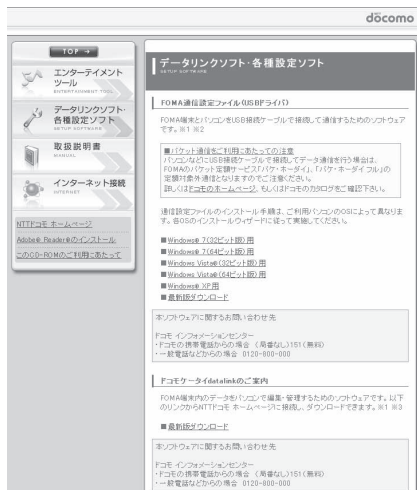 döcomo
TOP →
エンターテイメント
ツール
ENTERTAINMENT TOOL
データリンクソフト・
各種設定ソフト
SETUP SOFTWARE
取扱説明書
MANUAL
インターネット接続
INTERNET
NTTドコモ ホームページ
Adobe® Reader®のインストール
このCD-ROMのご利用にあたって
データリンクソフト・各種設定ソフト
SETUP SOFTWARE
FOMA通信設定ファイル(USBドライバ)
FOMA端末とパソコンをUSB接続ケーブルで接続して通信するためのソフトウェア
です。※1 ※2
■パケット通信をご利用にあたっての注意
パソコンなどにUSB接続ケーブルで接続してデータ通信を行う場合は、
FOMAのパケット定額サービス「パケ・ホーダイ」、「パケ・ホーダイフル」の
定額対象外通信となりますのでご注意ください。
詳しくはドコモのホームページ、もしくはドコモのカタログをご確認下さい。
通信設定ファイルのインストール手順は、ご利用パソコンのOSによって異なりま
す。各OSのインストールウィザードに従って実施してください。
■Windows® 7(32ビット版)用
■Windows® 7(64ビット版)用
■Windows Vista®(32ビット版)用
■Windows Vista®(64ビット版)用
■Windows® XP用
■最新版ダウンロード
本ソフトウェアに関するお問い合わせ先
ドコモ インフォメーションセンター
・ドコモの携帯電話からの場合 (局番なし)151(無料)
・一般電話などからの場合 0120-800-000
ドコモケータイdatalinkのご案内
FOMA端末内のデータをパソコンで編集・管理するためのソフトウェアです。以下
のリンクからNTTドコモ ホームページに接続し、ダウンロードできます。※1 ※3
■最新版ダウンロード
本ソフトウェアに関するお問い合わせ先
ドコモ インフォメーションセンター
・ドコモの携帯電話からの場合 (局番なし)151(無料)
・一般電話などからの場合 0120-800-000